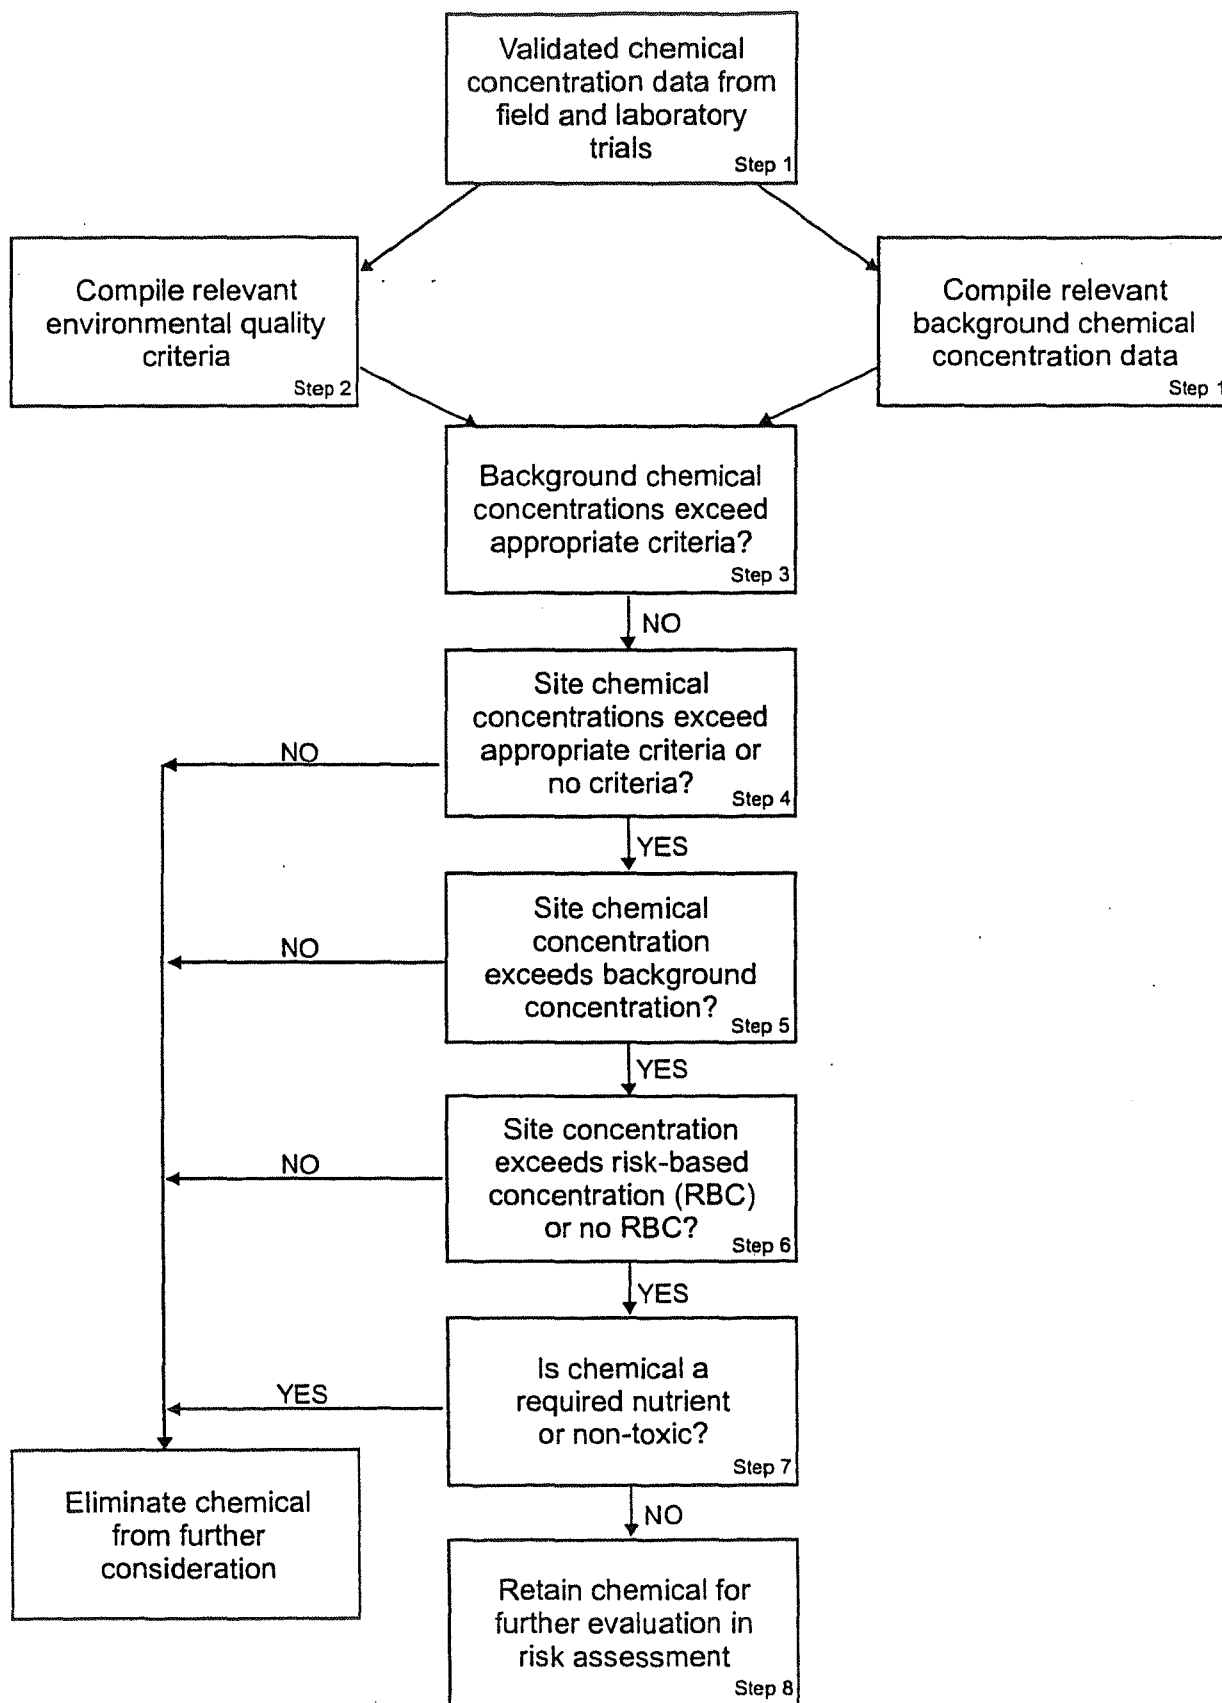 Validated chemical
concentration data from
field and laboratory
trials
Step 1
Compile relevant
environmental quality
criteria
Step 2
Compile relevant
background chemical
concentration data
Step 1
Background chemical
concentrations exceed
appropriate criteria?
Step 3
NO
Site chemical
concentrations exceed
appropriate criteria or
no criteria?
Step 4
NO
YES
Site chemical
concentration
exceeds background
concentration?
Step 5
NO
YES
Site concentration
exceeds risk-based
concentration (RBC)
or no RBC?
Step 6
NO
YES
Is chemical a
required nutrient
or non-toxic?
Step 7
YES
NO
Eliminate chemical
from further
consideration
Retain chemical for
further evaluation in
risk assessment
Step 8